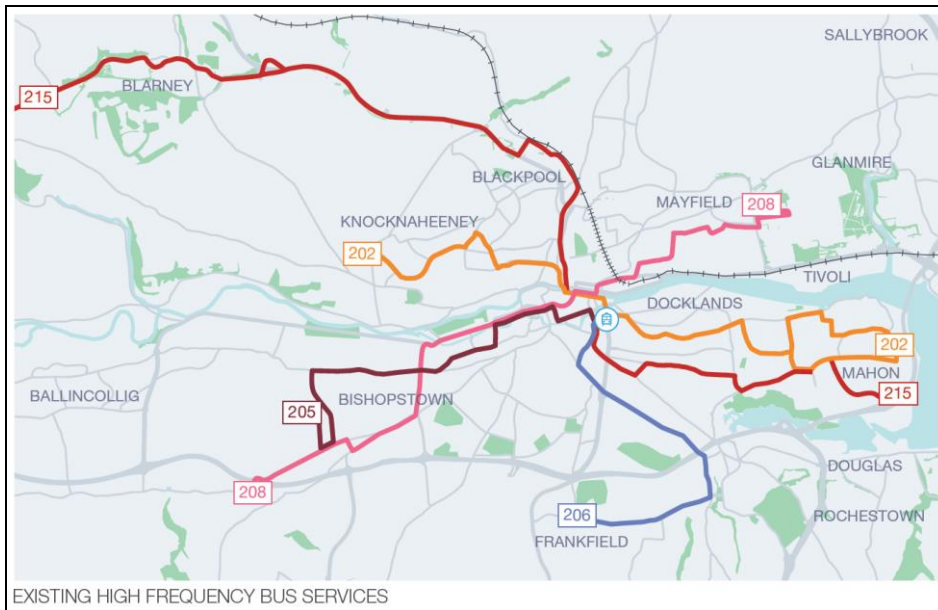 SALLYBROOK
BLARNEY
215
GLANMIRE
BLACKPOOL
MAYFIELD
208
KNOCKNAHEENEY
202
TIVOLI
DOCKLANDS
202
MAHON
BALLINCOLLIG
BISHOPSTOWN
215
205
DOUGLAS
208
206
ROCHESTOWN
FRANKFIELD
EXISTING HIGH FREQUENCY BUS SERVICES